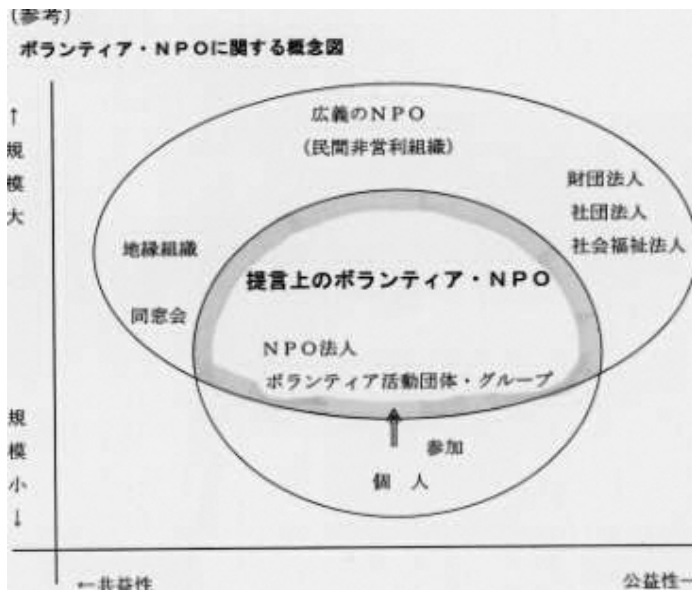 (参考)
ボランティア・NPOに関する概念図
↑
規
模
大
広義のNPO
(民間非営利組織)
財団法人
社団法人
社会福祉法人
地縁組織
同窓会
提言上のボランティア・NPO
NPO法人
ボランティア活動団体・グループ
参加
個 人
規
模
小
↓
←共益性
公益性→